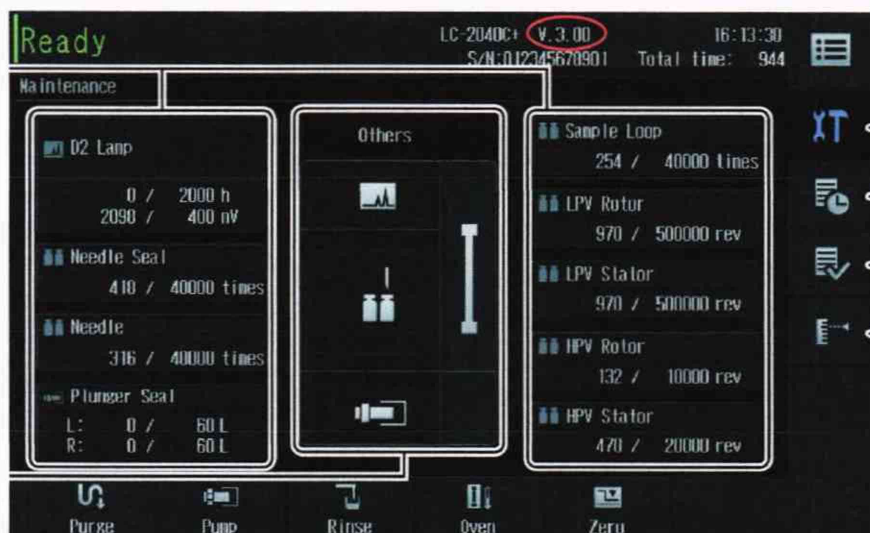 Ready
LC-2040C+ V.3.00 16:13:30
S/N:012345678901 Total time: 944
Maintenance
D2 Lamp
0 / 2000 h
2098 / 400 mV
Needle Seal
418 / 40000 times
Needle
316 / 40000 times
Plunger Seal
L: 0 / 60 L
R: 0 / 60 L
Others
Sample Loop
254 / 40000 times
LPV Rotor
970 / 500000 rev
LPV Stator
970 / 500000 rev
HPV Rotor
132 / 10000 rev
HPV Stator
470 / 20000 rev
Purge Pump Rinse Oven Zero